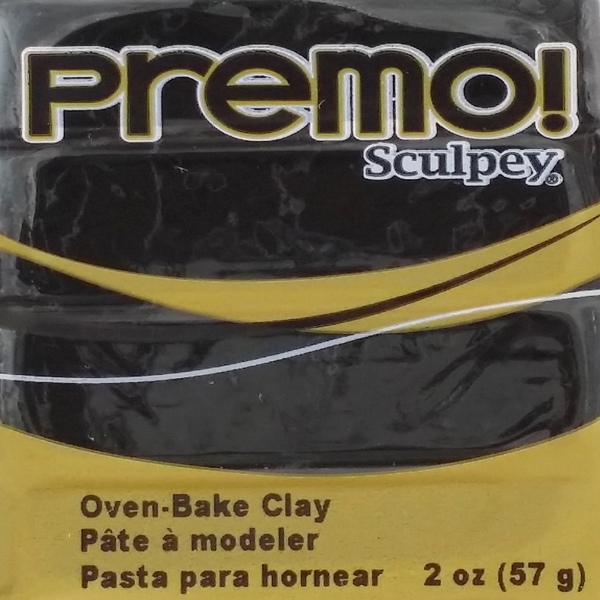 Premo!
Sculpey®
Oven-Bake Clay
Pâte à modeler
Pasta para hornear 2 oz (57 g)